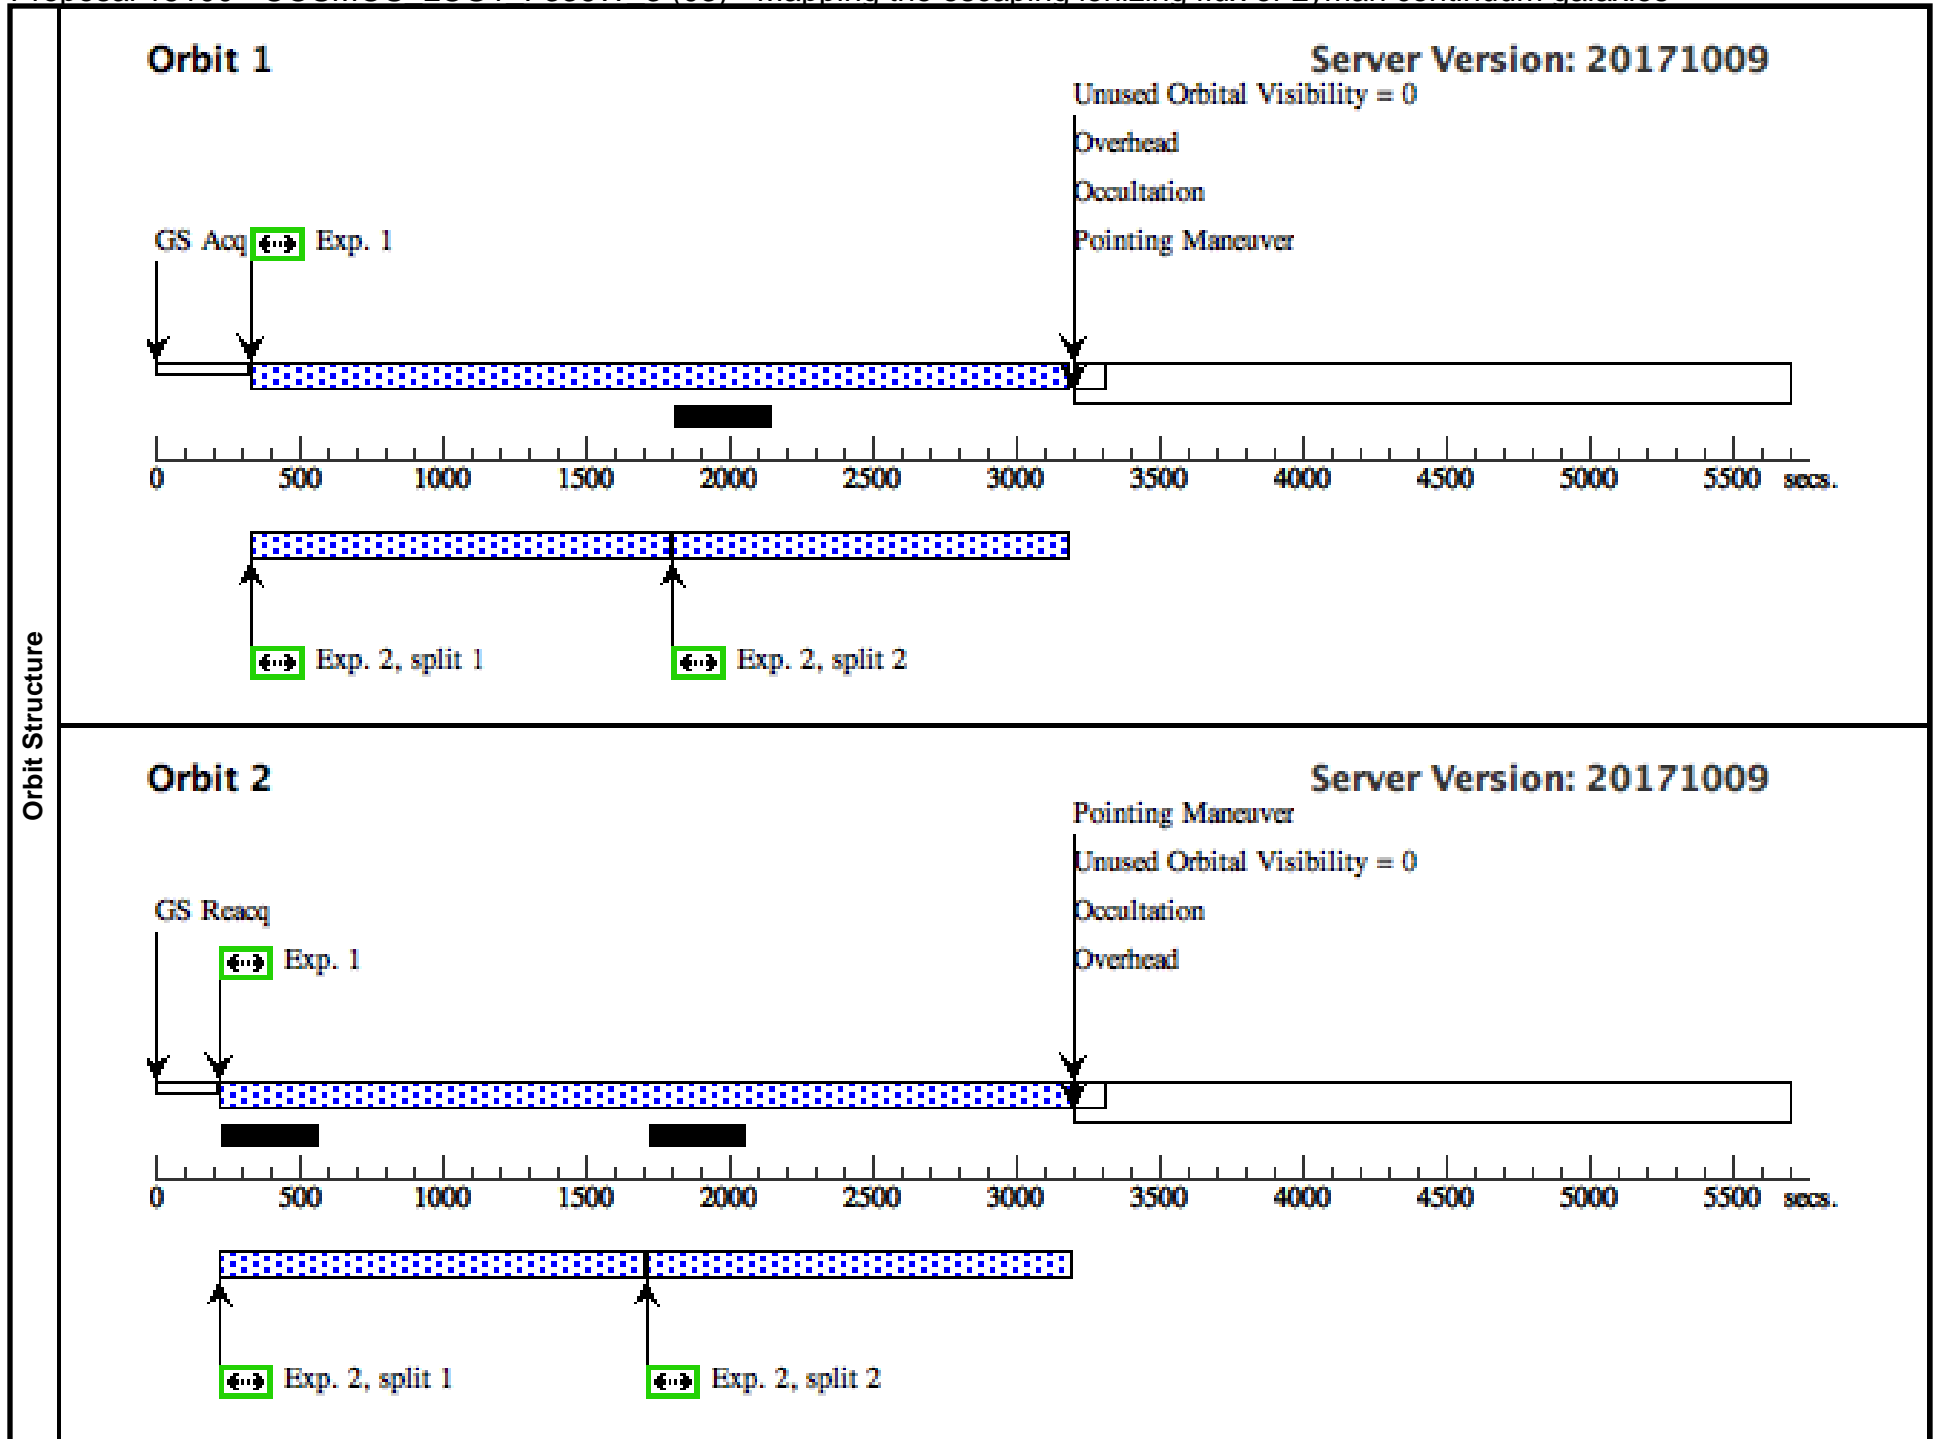 Orbit Structure
Orbit 1
Server Version: 20171009
Unused Orbital Visibility = 0
Overhead
Occultation
GS Acq
Exp. 1
Pointing Maneuver
0 500 1000 1500 2000 2500 3000 3500 4000 4500 5000 5500 secs.
Exp. 2, split 1
Exp. 2, split 2
Orbit 2
Server Version: 20171009
Pointing Maneuver
Unused Orbital Visibility = 0
GS Reacq
Occultation
Exp. 1
Overhead
0 500 1000 1500 2000 2500 3000 3500 4000 4500 5000 5500 secs.
Exp. 2, split 1
Exp. 2, split 2